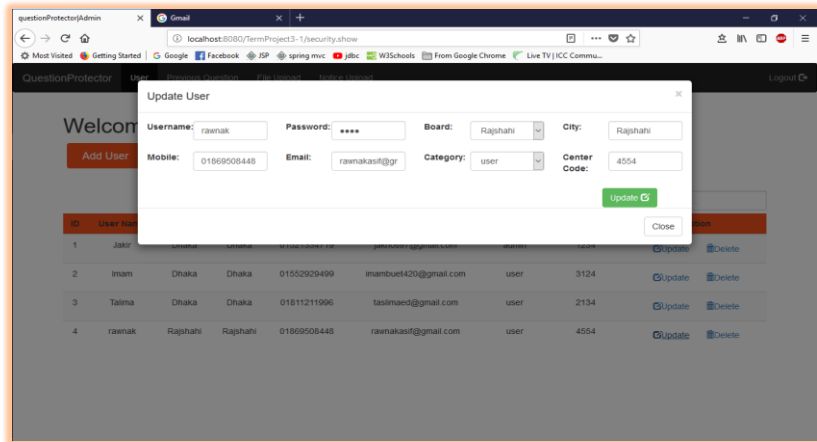 questionProtector|Admin
Gmail
localhost:8080/TermProject3-1/security.show
Most Visited Getting Started Google Facebook JSP spring mvc jdbc W3Schools From Google Chrome Live TV | ICC Commu...
QuestionProtector User Previous Question File Upload Notice Upload Logout
Update User
Welcom
Username: rawnak Password: •••• Board: Rajshahi City: Rajshahi
Add User
Mobile: 01869508448 Email: rawnakasif@gr Category: user Center Code: 4554
Update
Close
ID User Nam
1 Jakir Dhaka Dhaka admin 1234 Update Delete
2 Imam Dhaka Dhaka 01552929499 imambuet420@gmail.com user 3124 Update Delete
3 Talima Dhaka Dhaka 01811211996 taslimaed@gmail.com user 2134 Update Delete
4 rawnak Rajshahi Rajshahi 01869508448 rawnakasif@gmail.com user 4554 Update Delete